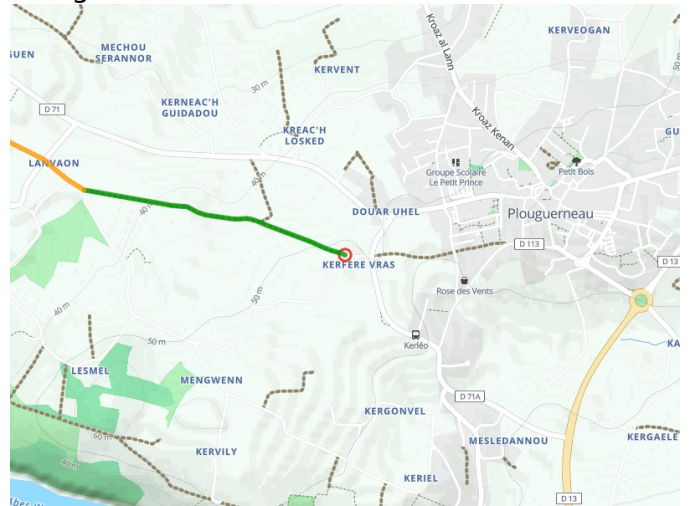 KERVEOGAN
Kroaz al Lann
MECHOU
SERANNOR
KERVENT
50 m
30 m
KERNEAC'H
GUIDADOU
D 71
Kroaz Kenan
KREAC'H
LOSKED
LANVAON
Groupe Scolaire
Le Petit Prince
Petit Bois
40 m
40 m
DOUAR UHEL
Plouguerneau
D 113
KERFERE VRAS
D 13
50 m
Rose des Vents
40 m
50 m
Kerléo
LESMEL
MENGWENN
D 71A
KERGONVEL
60 m
MESLEDANNOU
KERGAELE
KERVILY
40 m
KERIEL
D 13